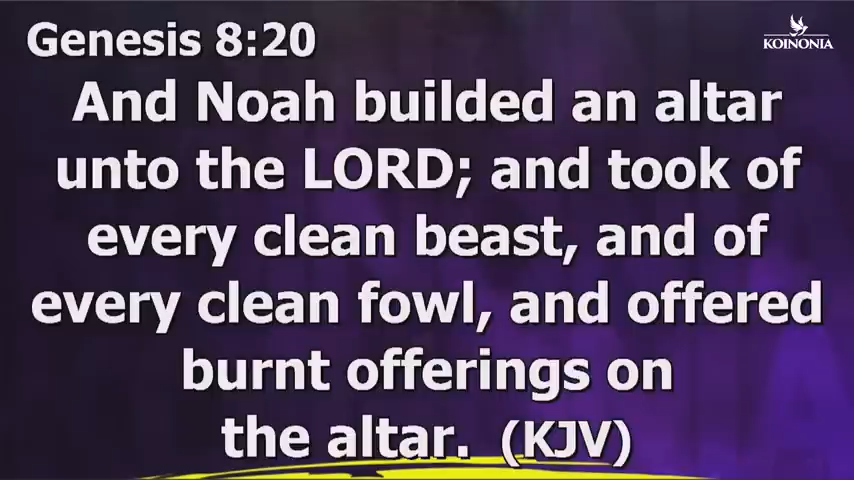 Genesis 8:20
KOINONIA
And Noah builded an altar
unto the LORD; and took of
every clean beast, and of
every clean fowl, and offered
burnt offerings on
the altar. (KJV)